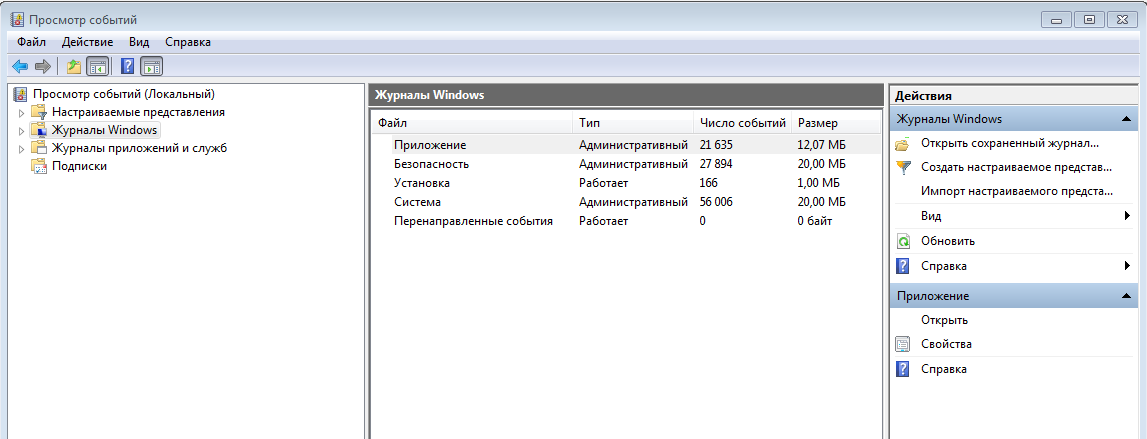 Просмотр событий
Файл Действие Вид Справка
Просмотр событий (Локальный)
Настраиваемые представления
Журналы Windows
Журналы приложений и служб
Подписки
Журналы Windows
Файл Тип Число событий Размер
Приложение Административный 21 635 12,07 МБ
Безопасность Административный 27 894 20,00 МБ
Установка Работает 166 1,00 МБ
Система Административный 56 006 20,00 МБ
Перенаправленные события Работает 0 0 байт
Действия
Журналы Windows
Открыть сохраненный журнал...
Создать настраиваемое представ...
Импорт настраиваемого предста...
Вид
Обновить
Справка
Приложение
Открыть
Свойства
Справка